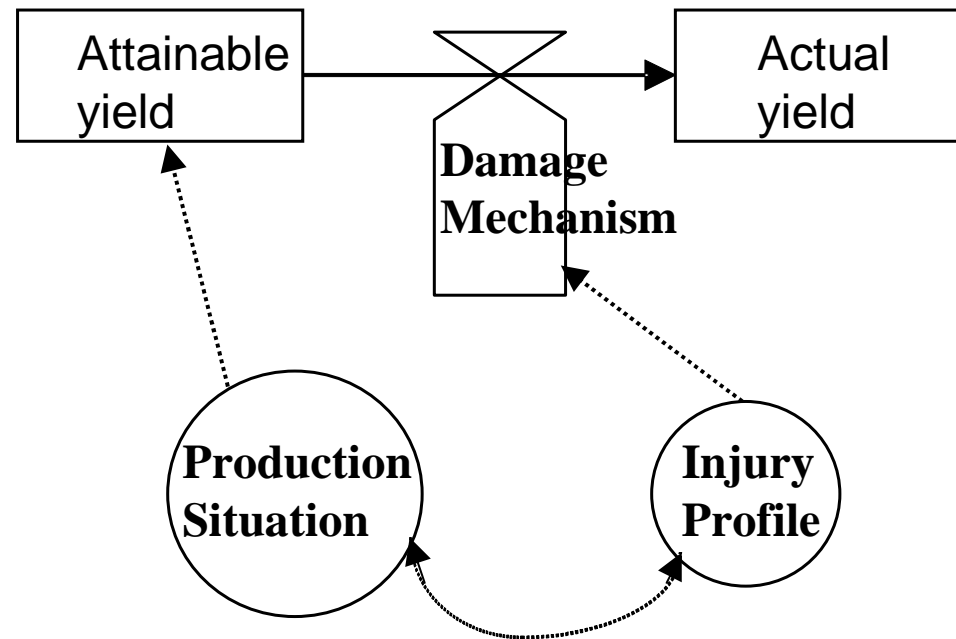 Attainable
yield
Actual
yield
Damage
Mechanism
Production
Situation
Injury
Profile